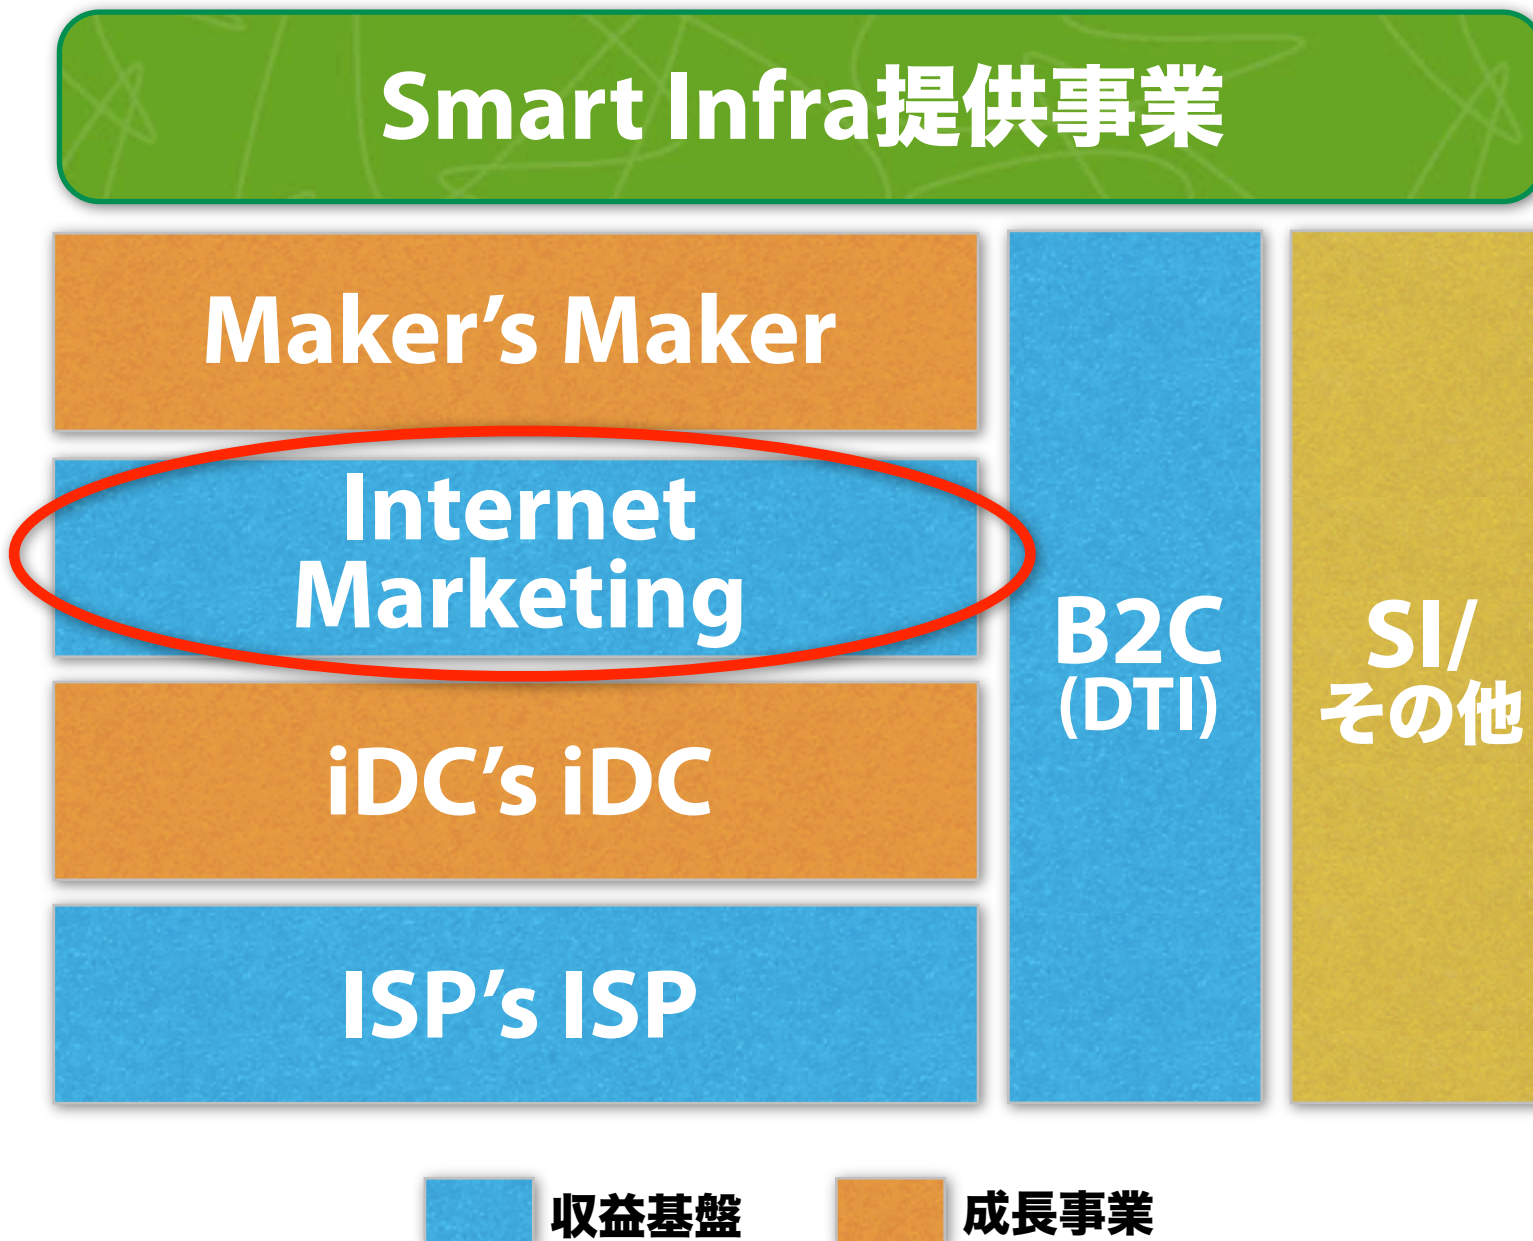 Smart Infra提供事業
Maker’s Maker
Internet
Marketing
iDC’s iDC
ISP’s ISP
B2C
(DTI)
SI/
その他
収益基盤
成長事業